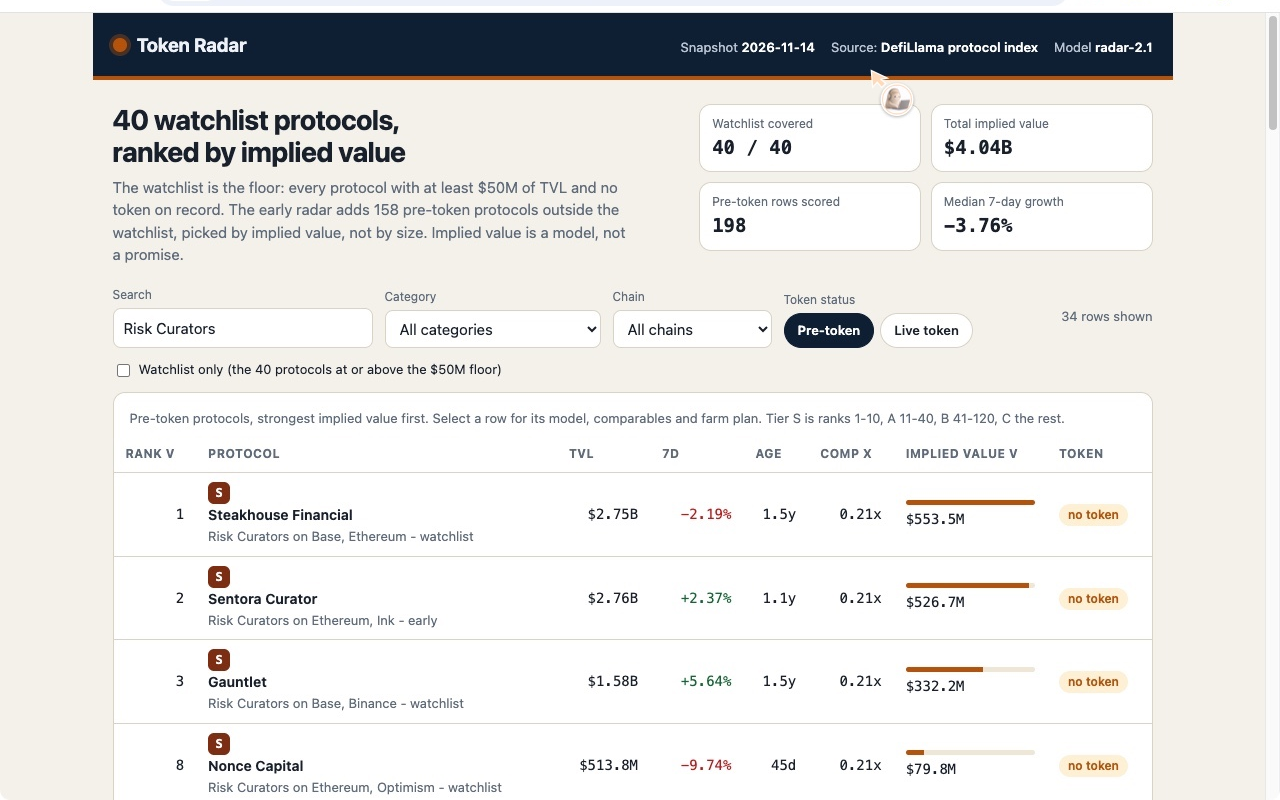 Token Radar
Snapshot 2026-11-14 Source: DefiLlama protocol index Model radar-2.1
40 watchlist protocols,
ranked by implied value
The watchlist is the floor: every protocol with at least $50M of TVL and no
token on record. The early radar adds 158 pre-token protocols outside the
watchlist, picked by implied value, not by size. Implied value is a model, not
a promise.
Watchlist covered
40 / 40
Total implied value
$4.04B
Pre-token rows scored
198
Median 7-day growth
−3.76%
Search
Risk Curators
Category
All categories
Chain
All chains
Token status
Pre-token
Live token
34 rows shown
Watchlist only (the 40 protocols at or above the $50M floor)
Pre-token protocols, strongest implied value first. Select a row for its model, comparables and farm plan. Tier S is ranks 1-10, A 11-40, B 41-120, C the rest.
RANK V PROTOCOL TVL 7D AGE COMP X IMPLIED VALUE V TOKEN
S
1 Steakhouse Financial $2.75B −2.19% 1.5y 0.21x $553.5M no token
Risk Curators on Base, Ethereum - watchlist
S
2 Sentora Curator $2.76B +2.37% 1.1y 0.21x $526.7M no token
Risk Curators on Ethereum, Ink - early
S
3 Gauntlet $1.58B +5.64% 1.5y 0.21x $332.2M no token
Risk Curators on Base, Binance - watchlist
S
8 Nonce Capital $513.8M −9.74% 45d 0.21x $79.8M no token
Risk Curators on Ethereum, Optimism - watchlist